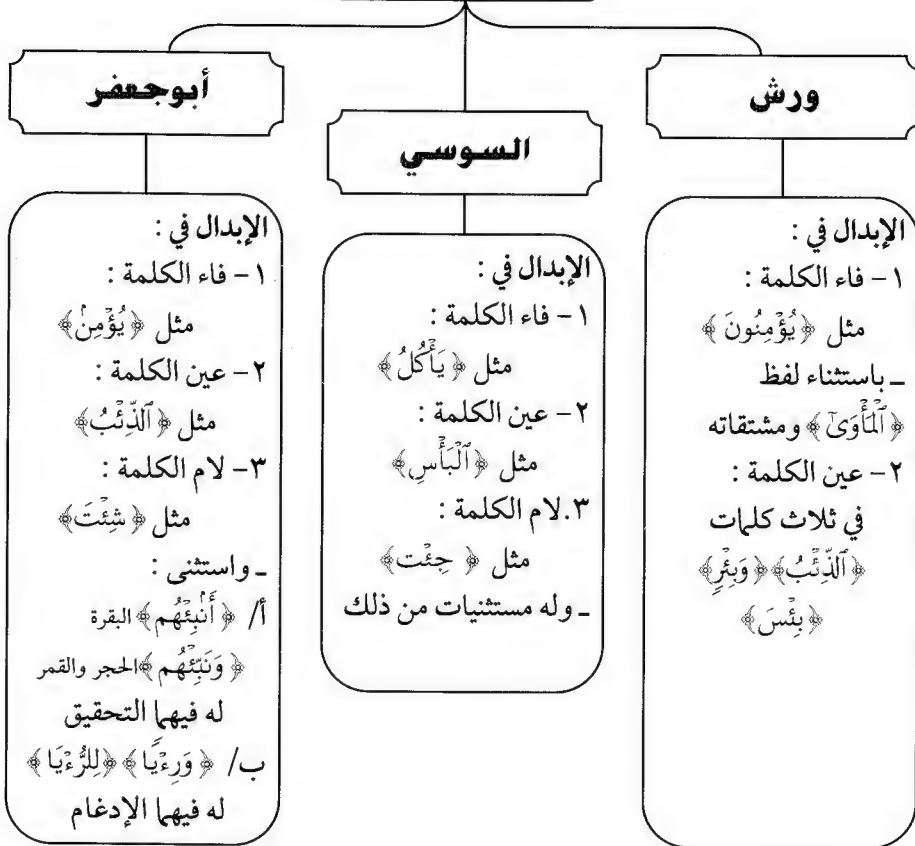 ورش
الإبدال في :
١- فاء الكلمة :
مثل ﴿يُؤْمِنُونَ﴾
ـ باستثناء لفظ
﴿ٱلْمَأْوَىٰ﴾ ومشتقاته
٢- عين الكلمة :
في ثلاث كلمات
﴿ٱلذِّئْبُ﴾﴿وَبِئْرٍ﴾
﴿بِئْسَ﴾
السوسي
الإبدال في :
١- فاء الكلمة :
مثل ﴿يَأْكُلُ﴾
٢- عين الكلمة :
مثل ﴿ٱلْبَأْسِ﴾
٣.لام الكلمة :
مثل ﴿جِئْت﴾
ـ وله مستثنيات من ذلك
أبوجعفر
الإبدال في :
١- فاء الكلمة :
مثل ﴿يُؤْمِنُ﴾
٢- عين الكلمة :
مثل ﴿ٱلذِّئْبُ﴾
٣- لام الكلمة :
مثل ﴿شِئْتَ﴾
ـ واستثنى :
أ/ ﴿أَنۢبِئْهُم﴾ البقرة
﴿وَنَبِّئْهُم﴾ الحجر والقمر
له فيهما التحقيق
ب/ ﴿وَرِءْيًا﴾﴿لِلرُّءْيَا﴾
له فيهما الإدغام